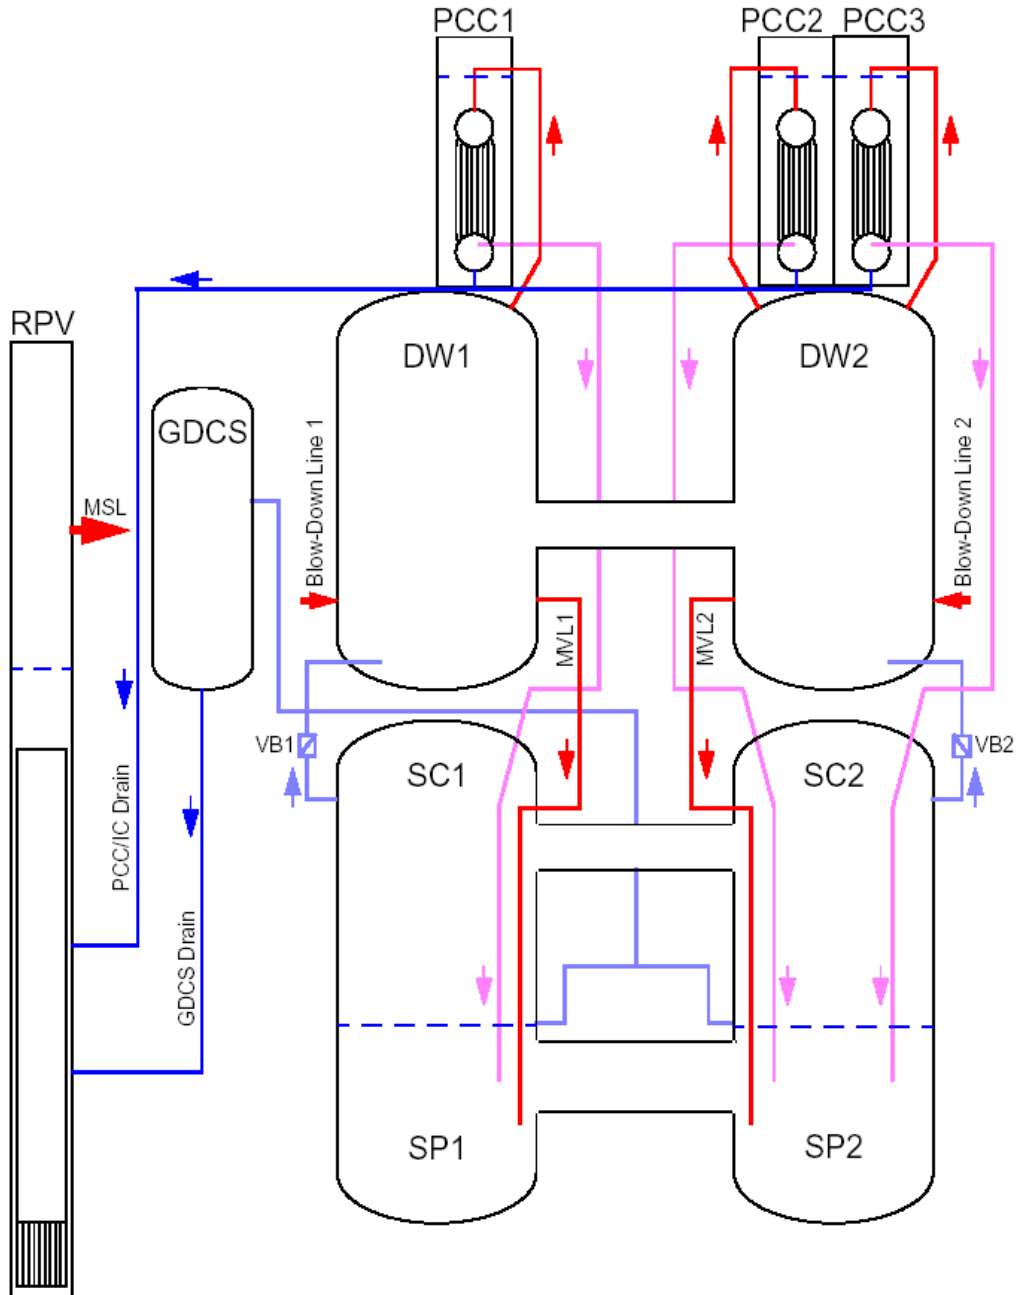 PCC1
PCC2
PCC3
RPV
DW1
DW2
GDCS
MSL
Blow-Down Line 1
Blow-Down Line 2
MVL1
MVL2
VB1
SC1
SC2
VB2
PCC/IC Drain
GDCS Drain
SP1
SP2